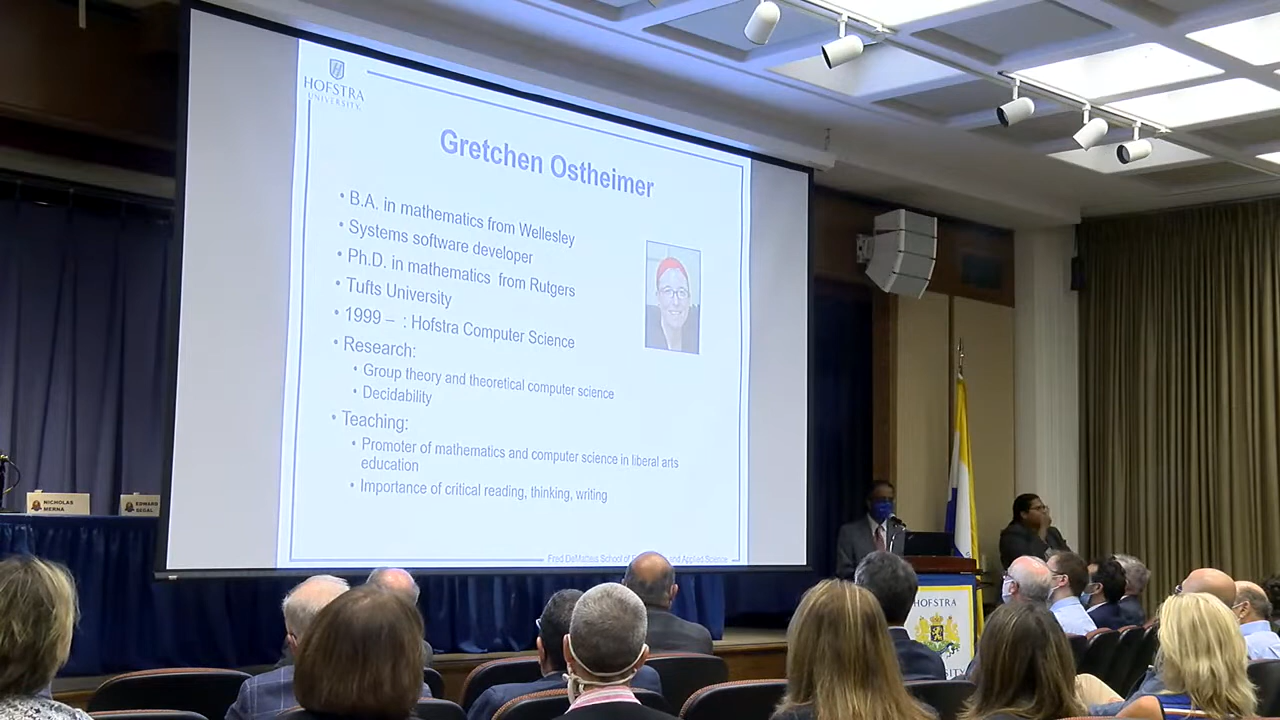 HOFSTRA
UNIVERSITY
Gretchen Ostheimer
• B.A. in mathematics from Wellesley
• Systems software developer
• Ph.D. in mathematics from Rutgers
• Tufts University
• 1999 – : Hofstra Computer Science
• Research:
• Group theory and theoretical computer science
• Decidability
• Teaching:
• Promoter of mathematics and computer science in liberal arts
education
• Importance of critical reading, thinking, writing
Fred DeMatteis School of and Applied Science
NICHOLAS
MERNA
EDWARD
SEGAL
HOFSTRA